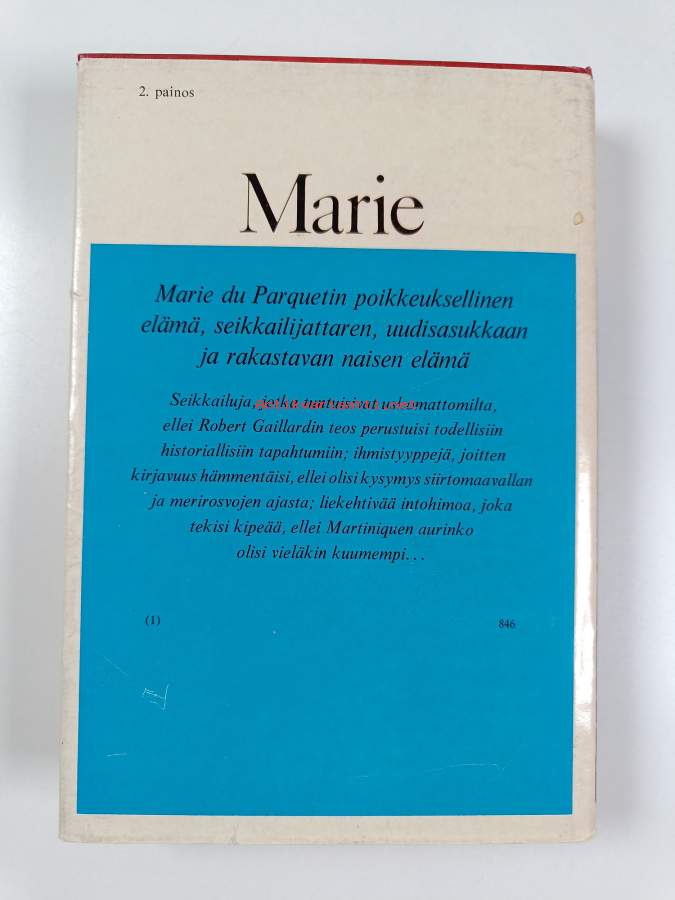 2. painos
Marie
Marie du Parquetin poikkeuksellinen
elämä, seikkailijattaren, uudisasukkaan
ja rakastavan naisen elämä
Seikkailuja, jotka tuntuisivat uskomattomilta,
ellei Robert Gaillardin teos perustuisi todellisiin
historiallisiin tapahtumiin; ihmistyyppejä, joitten
kirjavuus hämmentäisi, ellei olisi kysymys siirtomaavallan
ja merirosvojen ajasta; liekehtivää intohimoa, joka
tekisi kipeää, ellei Martiniquen aurinko
olisi vieläkin kuumempi...
(1)
846